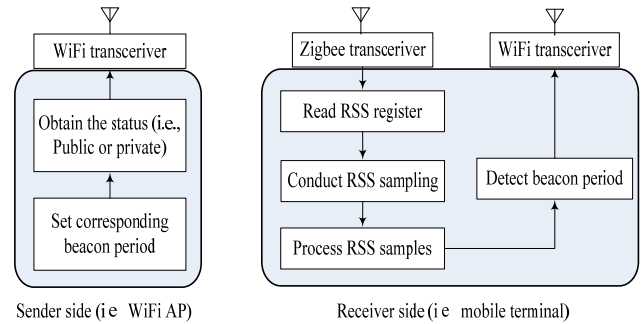 WiFi transceriver
Obtain the status (i.e.,
Public or private)
Set corresponding
beacon period
Sender side (i e WiFi AP)
Zigbee transceriver
WiFi transceriver
Read RSS register
Conduct RSS sampling
Process RSS samples
Detect beacon period
Receiver side (i e mobile terminal)